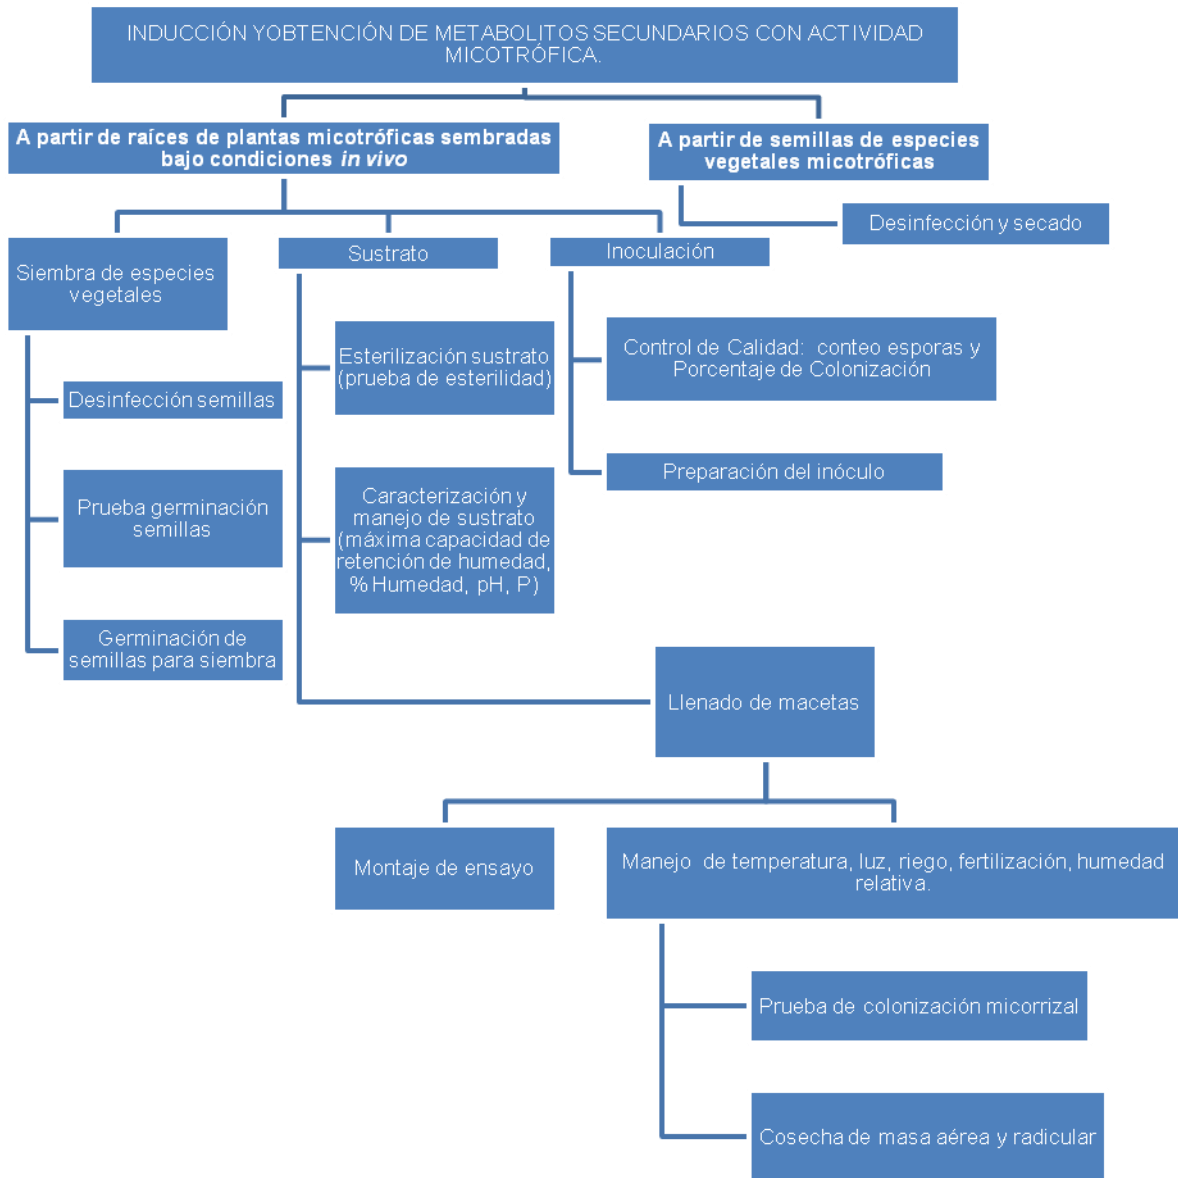 INDUCCIÓN YOBTENCIÓN DE METABOLITOS SECUNDARIOS CON ACTIVIDAD
MICOTRÓFICA.
A partir de raíces de plantas micotróficas sembradas
bajo condiciones in vivo
A partir de semillas de especies
vegetales micotróficas
Desinfección y secado
Siembra de especies
vegetales
Sustrato
Inoculación
Desinfección semillas
Prueba germinación
semillas
Germinación de
semillas para siembra
Esterilización sustrato
(prueba de esterilidad)
Caracterización y
manejo de sustrato
(máxima capacidad de
retención de humedad,
% Humedad, pH, P)
Control de Calidad: conteo esporas y
Porcentaje de Colonización
Preparación del inóculo
Llenado de macetas
Montaje de ensayo
Manejo de temperatura, luz, riego, fertilización, humedad
relativa.
Prueba de colonización micorrizal
Cosecha de masa aérea y radicular